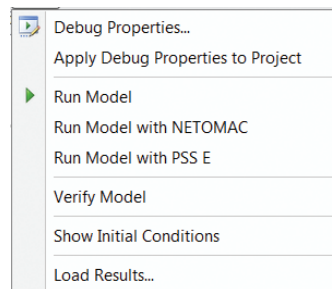 Debug Properties...
Apply Debug Properties to Project
Run Model
Run Model with NETOMAC
Run Model with PSS E
Verify Model
Show Initial Conditions
Load Results...